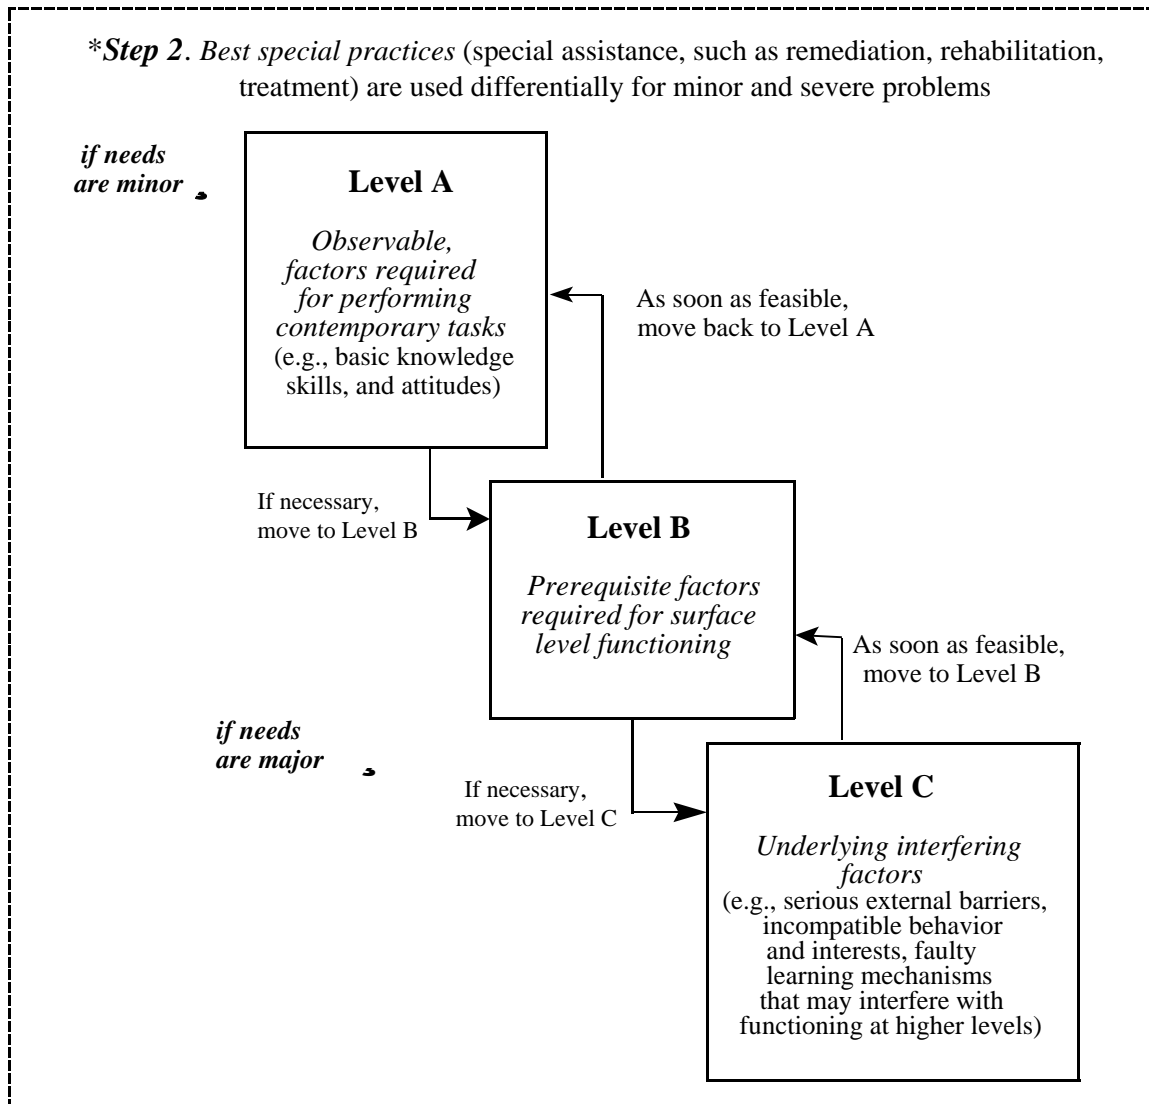 *Step 2. Best special practices (special assistance, such as remediation, rehabilitation,
treatment) are used differentially for minor and severe problems
if needs
are minor
Level A
Observable,
factors required
for performing
contemporary tasks
(e.g., basic knowledge
skills, and attitudes)
As soon as feasible,
move back to Level A
If necessary,
move to Level B
Level B
Prerequisite factors
required for surface
level functioning
As soon as feasible,
move to Level B
if needs
are major
If necessary,
move to Level C
Level C
Underlying interfering
factors
(e.g., serious external barriers,
incompatible behavior
and interests, faulty
learning mechanisms
that may interfere with
functioning at higher levels)